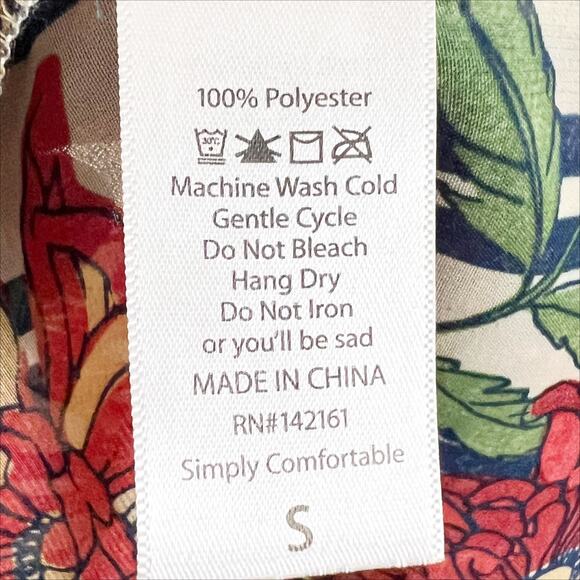 100% Polyester
30°C
Machine Wash Cold
Gentle Cycle
Do Not Bleach
Hang Dry
Do Not Iron
or you'll be sad
MADE IN CHINA
RN#142161
Simply Comfortable
S